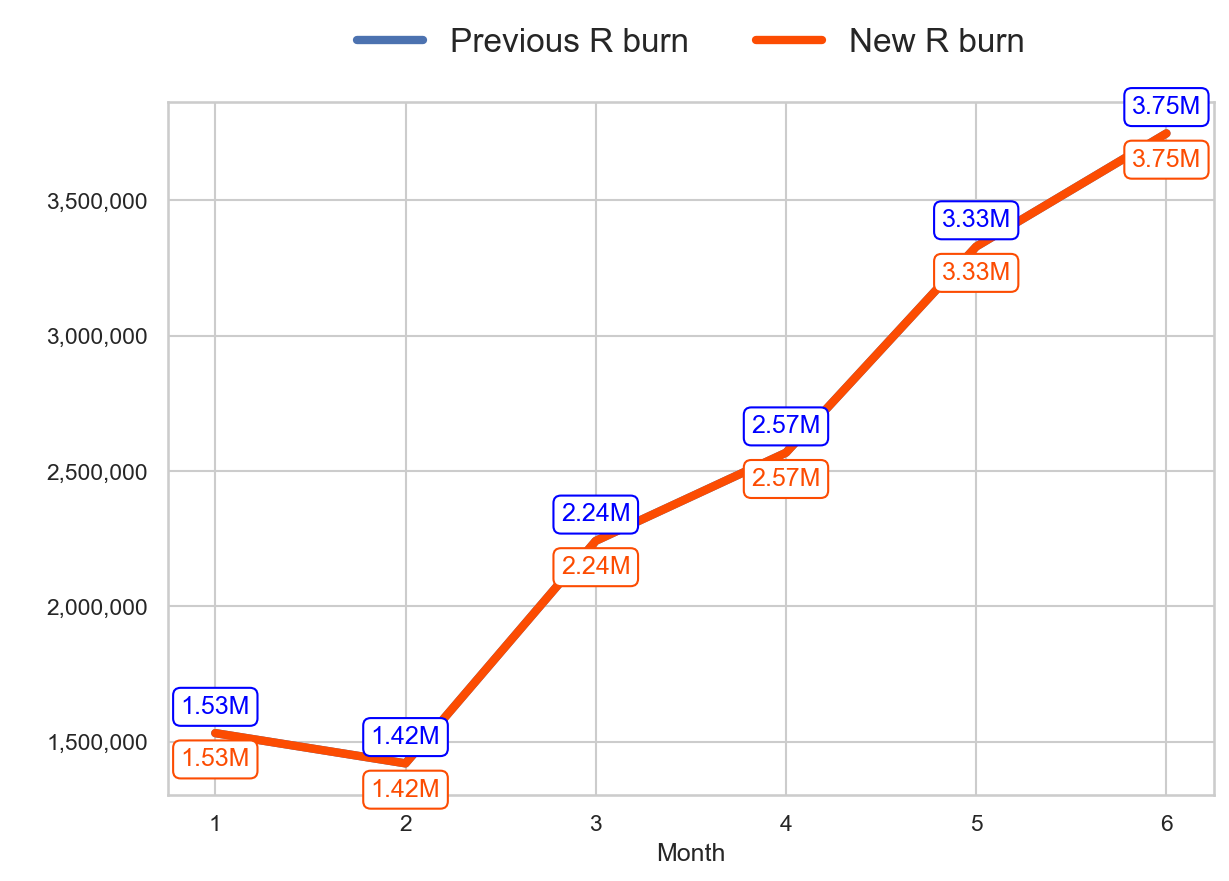 Previous R burn New R burn
3.75M
3.75M
3,500,000
3.33M
3.33M
3,000,000
2.57M
2.57M
2,500,000
2.24M
2.24M
2,000,000
1.53M
1.42M
1,500,000
1.53M
1.42M
1 2 3 4 5 6
Month